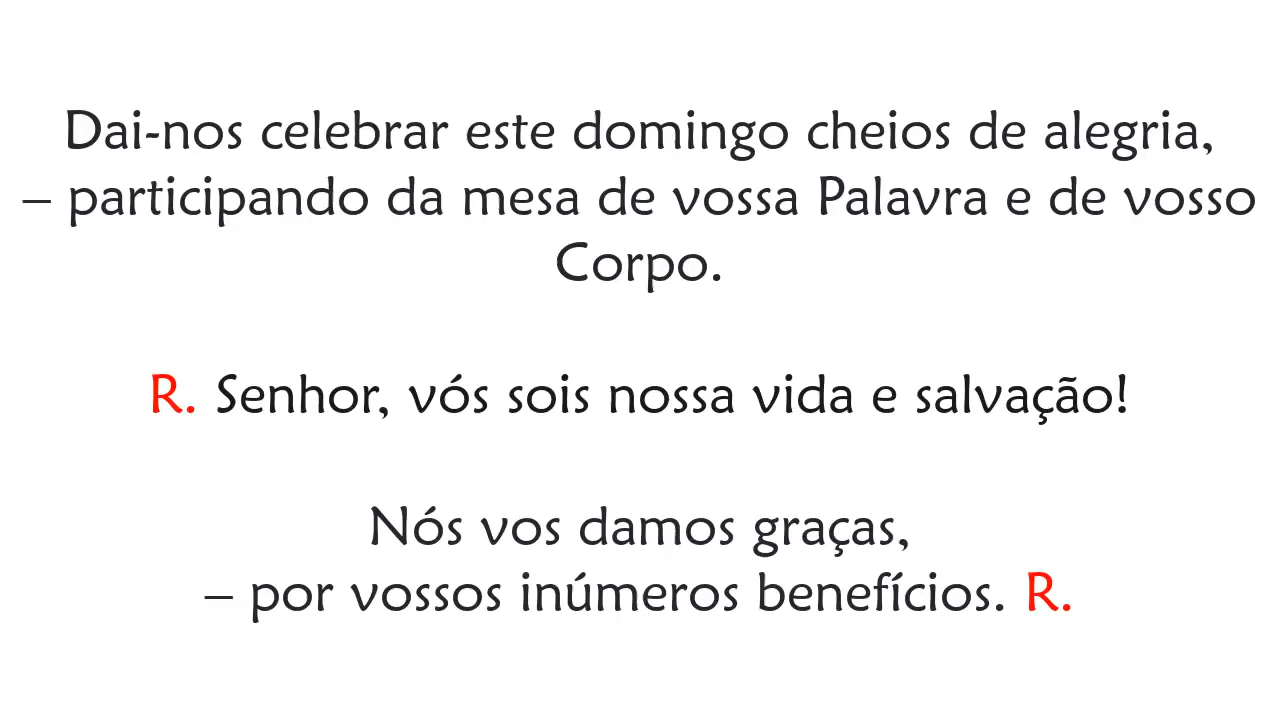 Dai-nos celebrar este domingo cheios de alegria,
– participando da mesa de vossa Palavra e de vosso
Corpo.
R. Senhor, vós sois nossa vida e salvação!
Nós vos damos graças,
– por vossos inúmeros benefícios. R.